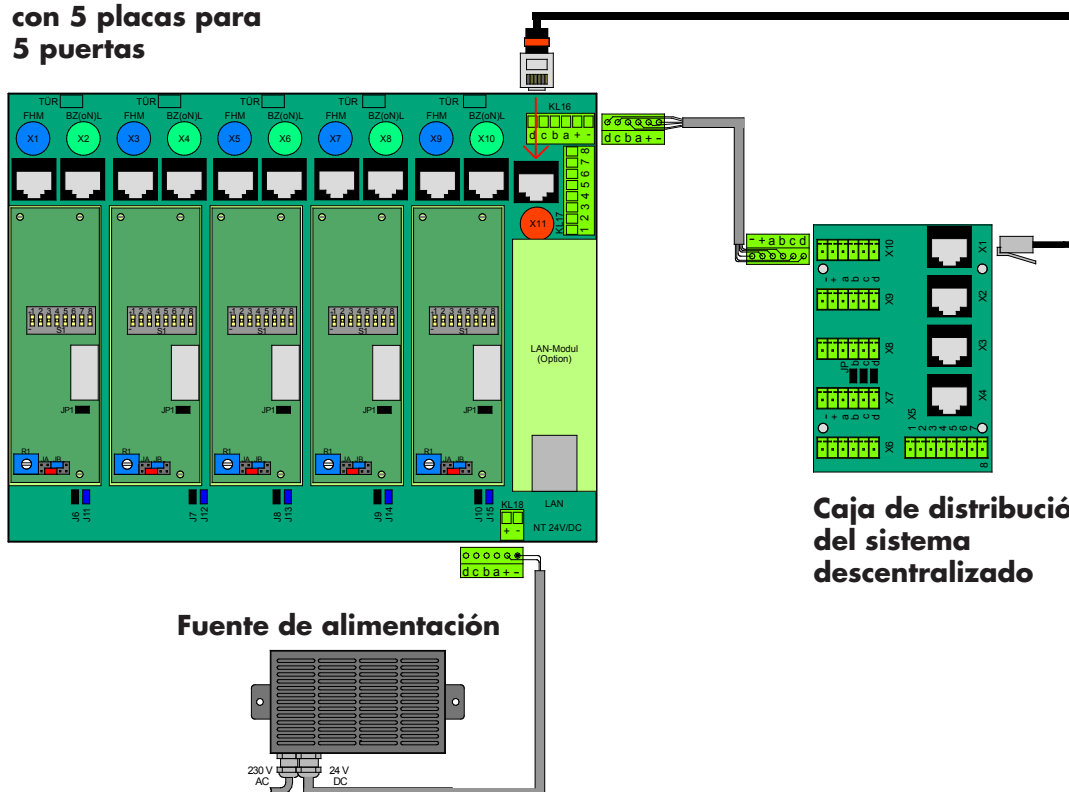 con 5 placas para
5 puertas
TÜR TÜR TÜR TÜR TÜR
FHM BZ(oN)L FHM BZ(oN)L FHM BZ(oN)L FHM BZ(oN)L FHM BZ(oN)L
X1 X2 X3 X4 X5 X6 X7 X8 X9 X10
KL16
d c b a + -
d c b a + -
KL17
1 2 3 4 5 6 7 8
X11
- + a b c d
1 2 3 4 5 6 7 8 1 2 3 4 5 6 7 8 1 2 3 4 5 6 7 8 1 2 3 4 5 6 7 8 1 2 3 4 5 6 7 8
S1 S1 S1 S1 S1
LAN-Modul
(Option)
JP1 JP1 JP1 JP1 JP1
R1 R1 R1 R1 R1
JA JB JA JB JA JB JA JB JA JB
J6 J11 J7 J12 J8 J13 J9 J14 J10 J15
KL18
+ -
LAN
NT 24V/DC
d c b a + -
X10 X1
- + a b c d
X9 X2
X8 X3
JP b c d
X7 X4
- + a b c d
X6 X5
1 2 3 4 5 6 7 8
Caja de distribució
del sistema
descentralizado
Fuente de alimentación
230 V
AC
24 V
DC